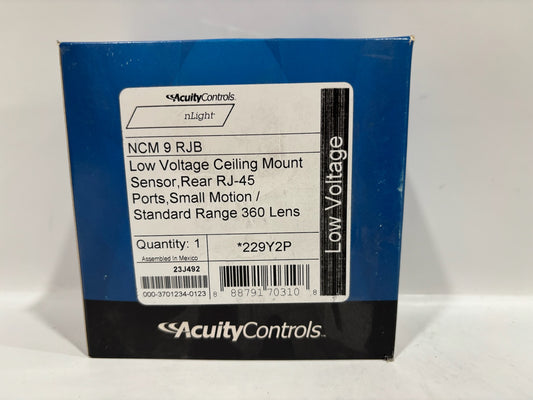 AcuityControls
nLight
NCM 9 RJB
Low Voltage Ceiling Mount
Sensor,Rear RJ-45
Ports,Small Motion /
Standard Range 360 Lens
Quantity: 1
*229Y2P
Assembled in Mexico
23J492
000-3701234-0123
8 88791 70310 8
Low Voltage
AcuityControls